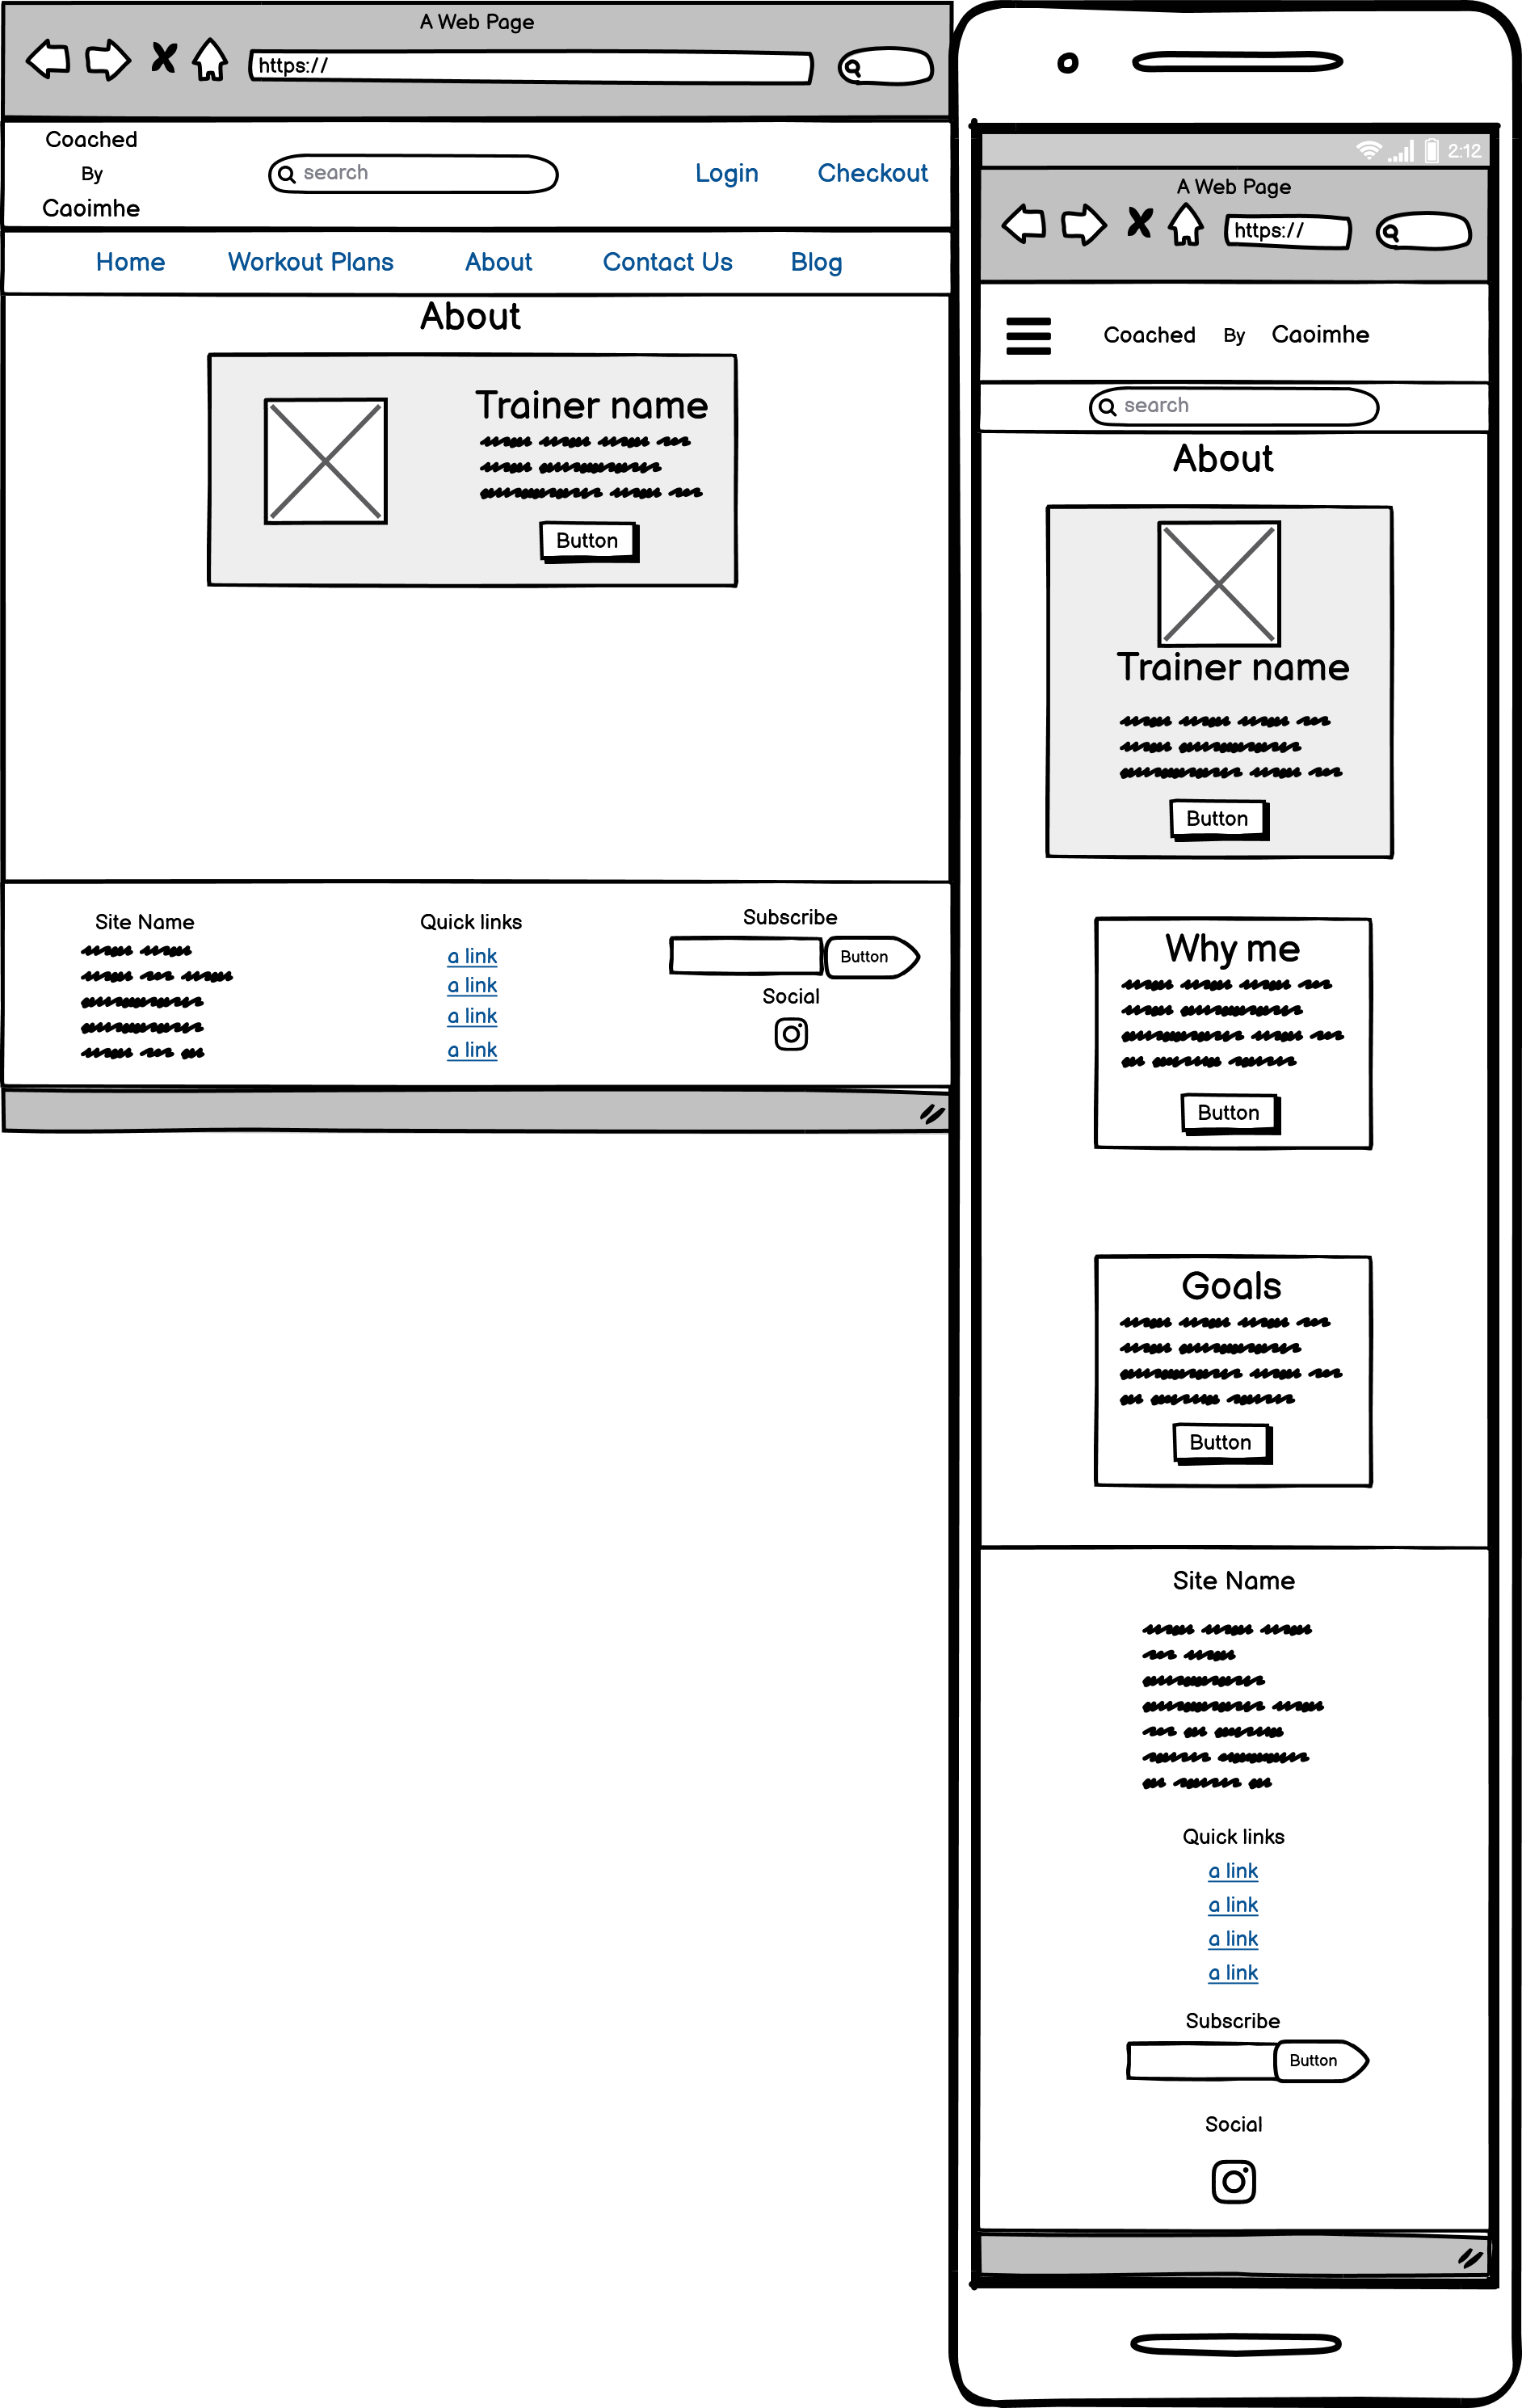 A Web Page
https://
Coached
By
Caoimhe
search
Login Checkout
Home Workout Plans About Contact Us Blog
About
Trainer name
Button
Site Name
Quick links
a link
a link
a link
a link
Subscribe
Button
Social
2:12
A Web Page
https://
Coached By Caoimhe
search
About
Trainer name
Button
Why me
Button
Goals
Button
Site Name
Quick links
a link
a link
a link
a link
Subscribe
Button
Social